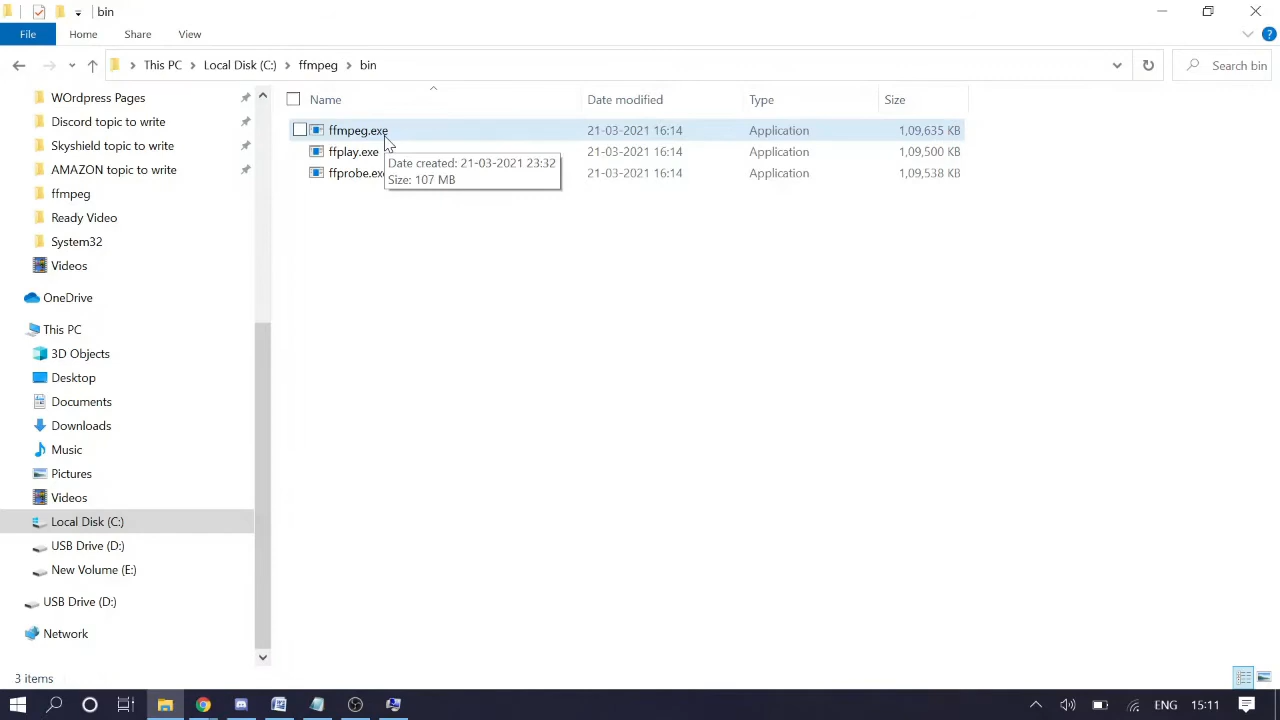 bin
File Home Share View
This PC Local Disk (C:) ffmpeg bin Search bin
Name Date modified Type Size
ffmpeg.exe 21-03-2021 16:14 Application 1,09,635 KB
ffplay.exe 21-03-2021 16:14 Application 1,09,500 KB
ffprobe.exe 21-03-2021 16:14 Application 1,09,538 KB
Date created: 21-03-2021 23:32
Size: 107 MB
WOrdpress Pages
Discord topic to write
Skyshield topic to write
AMAZON topic to write
ffmpeg
Ready Video
System32
Videos
OneDrive
This PC
3D Objects
Desktop
Documents
Downloads
Music
Pictures
Videos
Local Disk (C:)
USB Drive (D:)
New Volume (E:)
USB Drive (D:)
Network
3 items
ENG 15:11